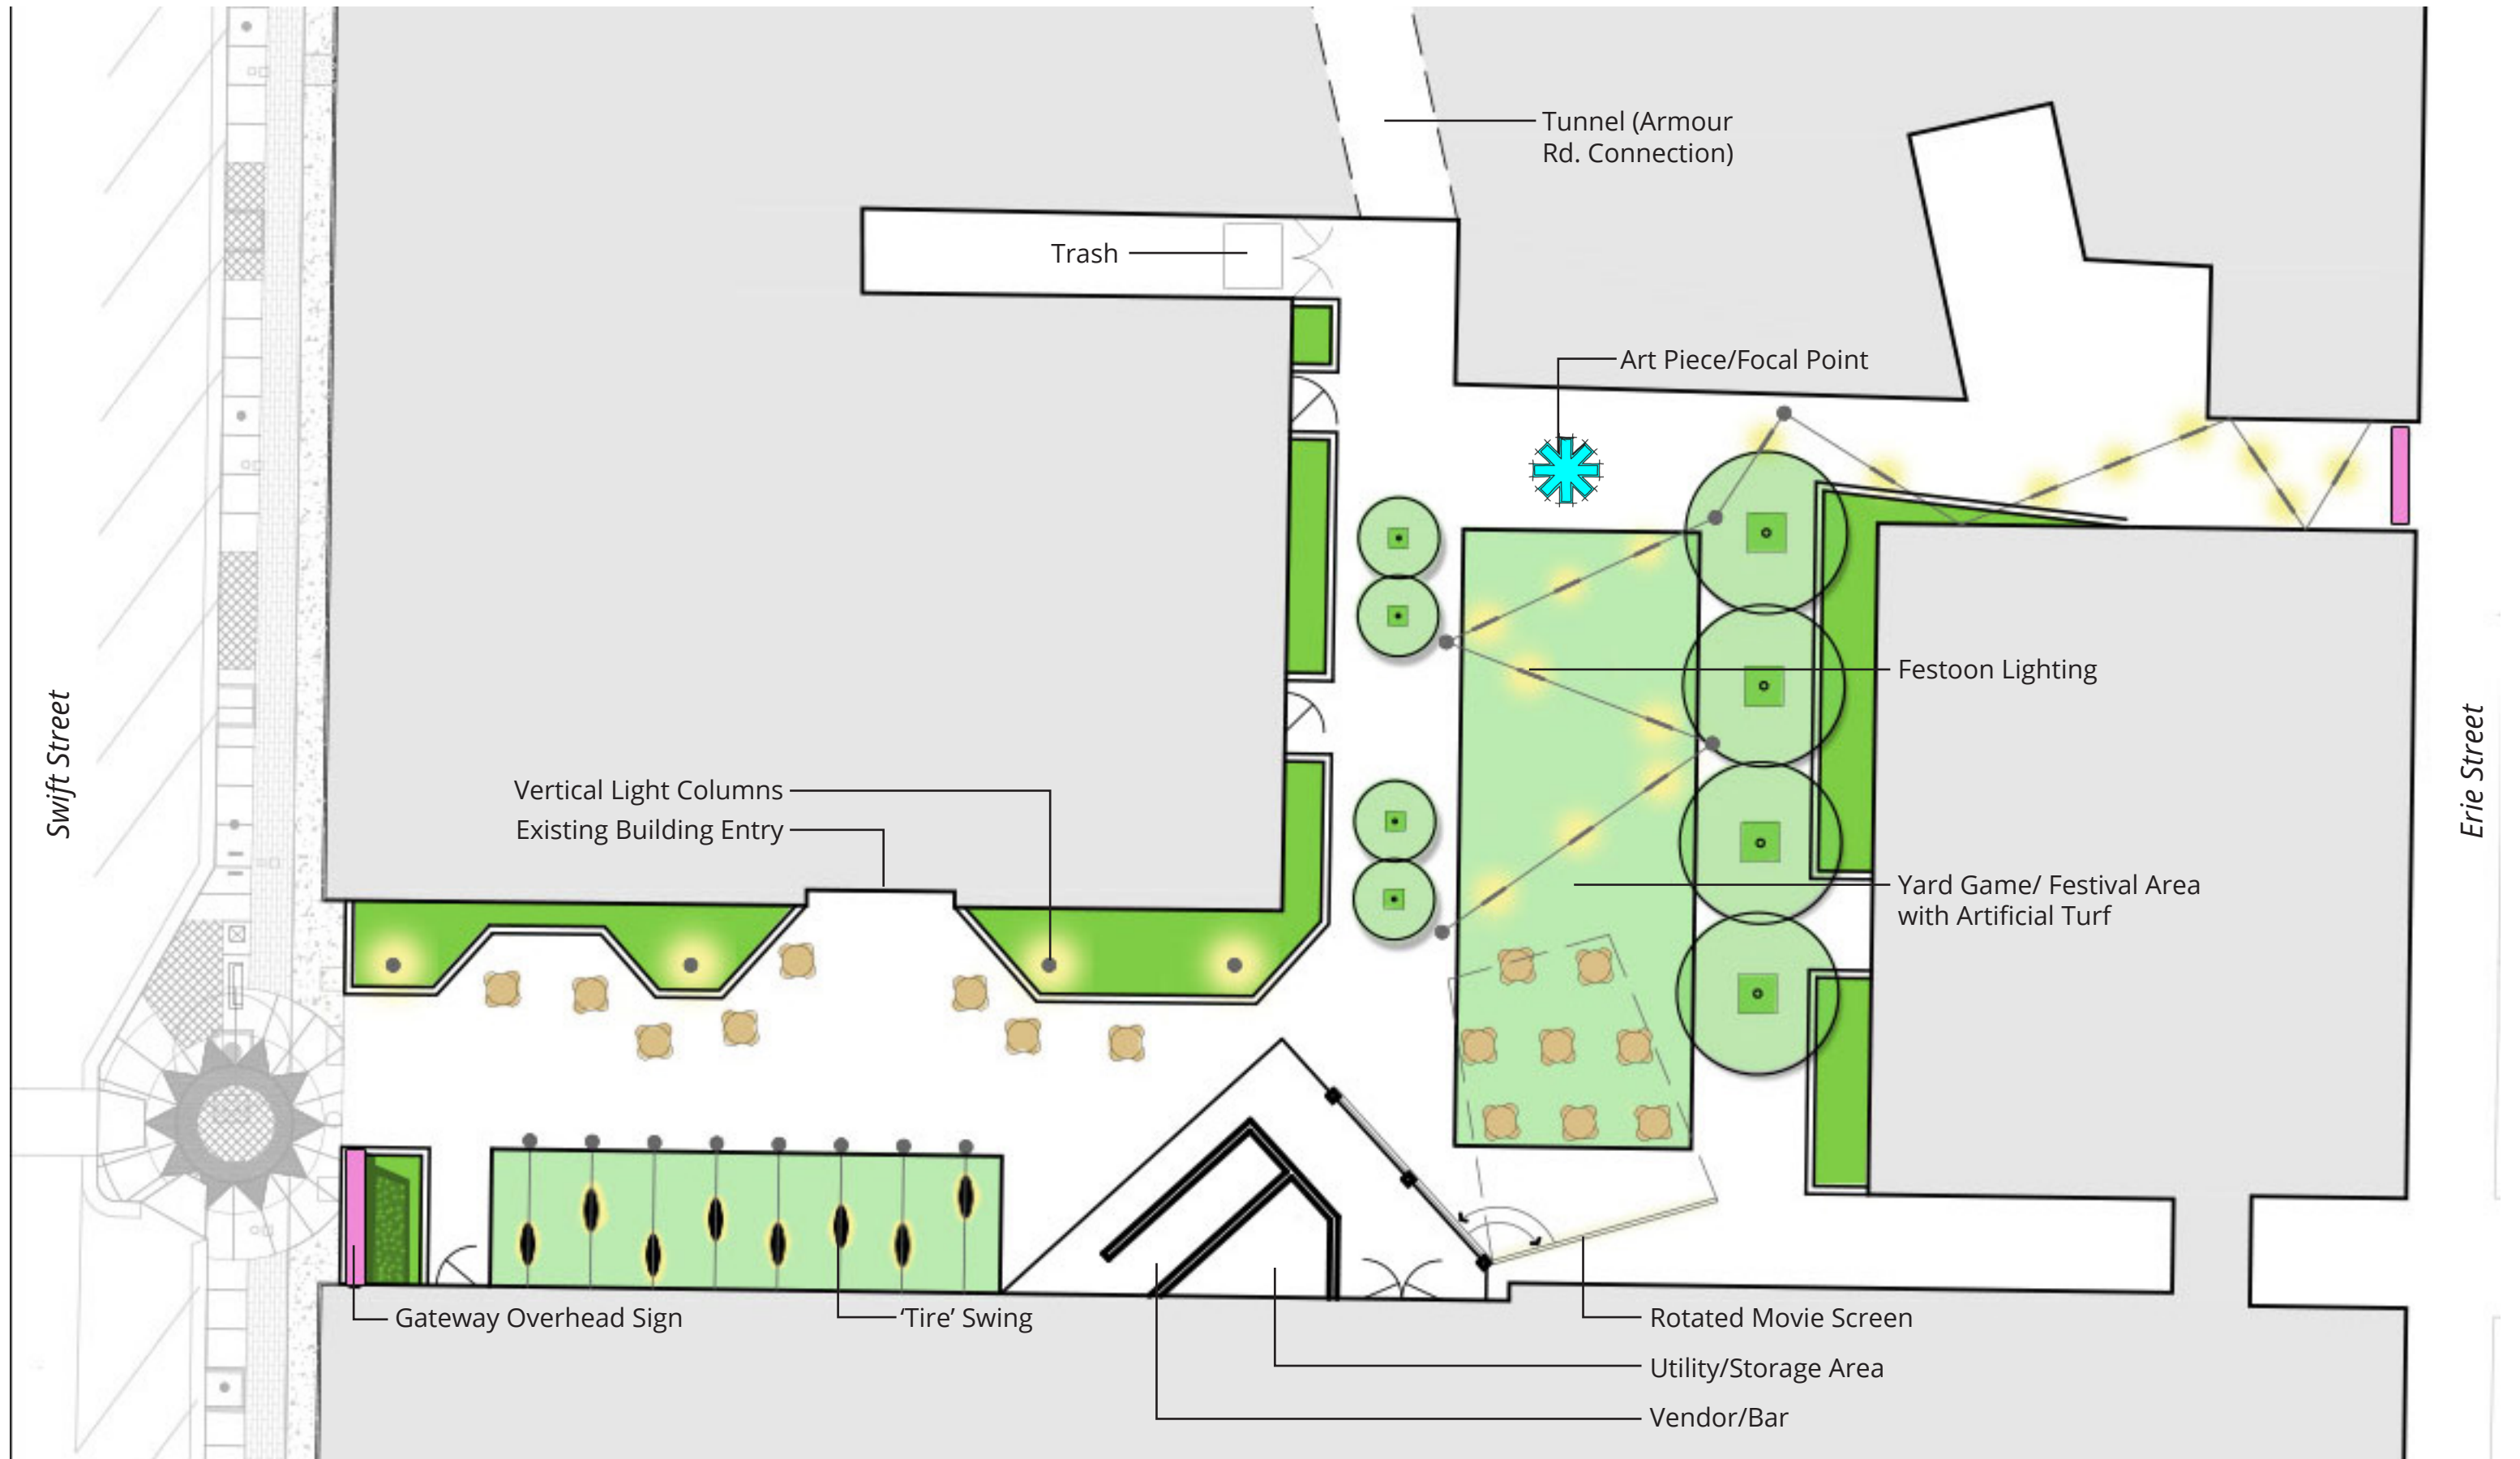 Tunnel (Armour
Rd. Connection)
Trash
Art Piece/Focal Point
Festoon Lighting
Swift Street
Erie Street
Vertical Light Columns
Existing Building Entry
Yard Game/ Festival Area
with Artificial Turf
Gateway Overhead Sign
‘Tire’ Swing
Rotated Movie Screen
Utility/Storage Area
Vendor/Bar